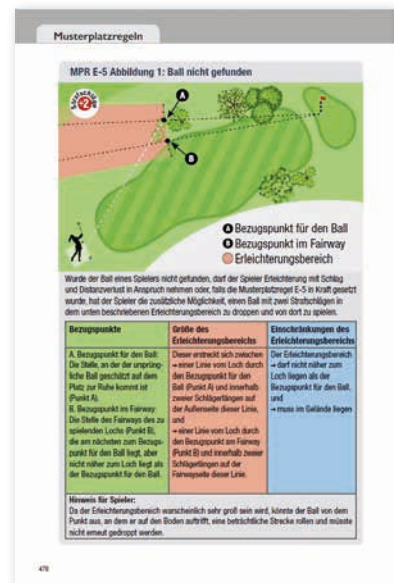 Musterplatzregeln
MPR E-5 Abbildung 1: Ball nicht gefunden
Strafschläge
+2
A
B
A Bezugspunkt für den Ball
B Bezugspunkt im Fairway
Erleichterungsbereich
Wurde der Ball eines Spielers nicht gefunden, darf der Spieler Erleichterung mit Schlag
und Distanzverlust in Anspruch nehmen oder, falls die Musterplatzregel E-5 in Kraft gesetzt
wurde, hat der Spieler die zusätzliche Möglichkeit, einen Ball mit zwei Strafschlägen in
dem unten beschriebenen Erleichterungsbereich zu droppen und von dort zu spielen.
Bezugspunkte
A. Bezugspunkt für den Ball:
Die Stelle, an der der ursprüng-
liche Ball geschätzt auf dem
Platz zur Ruhe kommt ist
(Punkt A).
B. Bezugspunkt im Fairway:
Die Stelle des Fairways des zu
spielenden Lochs (Punkt B),
die am nächsten zum Bezugs-
punkt für den Ball liegt, aber
nicht näher zum Loch liegt als
der Bezugspunkt für den Ball.
Größe des
Erleichterungsbereichs
Dieser erstreckt sich zwischen
→ einer Linie vom Loch durch
den Bezugspunkt für den
Ball (Punkt A) und innerhalb
zweier Schlägerlängen auf
der Außenseite dieser Linie,
und
→ einer Linie vom Loch durch
den Bezugspunkt am Fairway
(Punkt B) und innerhalb zweier
Schlägerlängen auf der
Fairwayseite dieser Linie.
Einschränkungen des
Erleichterungsbereichs
Der Erleichterungsbereich
→ darf nicht näher zum
Loch liegen als der
Bezugspunkt für den Ball,
und
→ muss im Gelände liegen
Hinweis für Spieler:
Da der Erleichterungsbereich warscheinlich sehr groß sein wird, könnte der Ball von dem
Punkt aus, an dem er auf den Boden auftrifft, eine beträchtliche Strecke rollen und müsste
nicht erneut gedroppt werden.
478